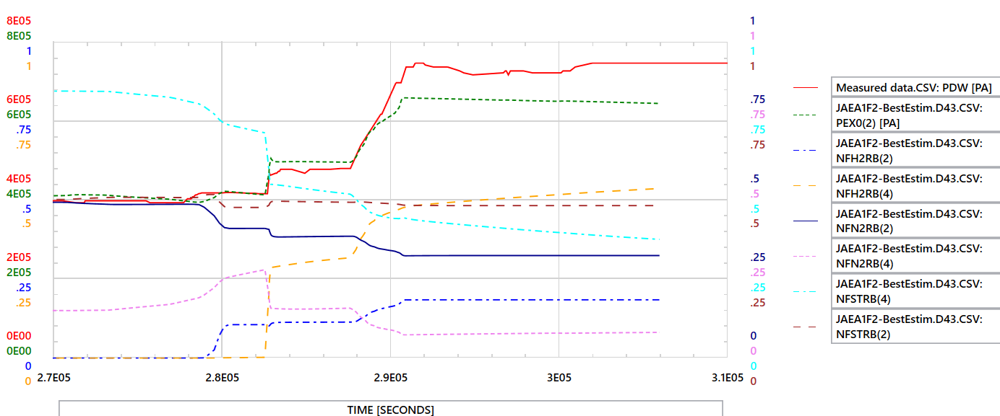 8E05
8E05
1
1
6E05
6E05
.75
.75
4E05
4E05
.5
.5
2E05
2E05
.25
.25
0E00
0E00
0
0
2.7E05 2.8E05 2.9E05 3E05 3.1E05
TIME [SECONDS]
1
1
1
1
.75
.75
.75
.75
.5
.5
.5
.5
.25
.25
.25
.25
0
0
0
0
Measured data.CSV: PDW [PA]
JAEA1F2-BestEstim.D43.CSV:
PEX0(2) [PA]
JAEA1F2-BestEstim.D43.CSV:
NFH2RB(2)
JAEA1F2-BestEstim.D43.CSV:
NFH2RB(4)
JAEA1F2-BestEstim.D43.CSV:
NFN2RB(2)
JAEA1F2-BestEstim.D43.CSV:
NFN2RB(4)
JAEA1F2-BestEstim.D43.CSV:
NFSTRB(4)
JAEA1F2-BestEstim.D43.CSV:
NFSTRB(2)